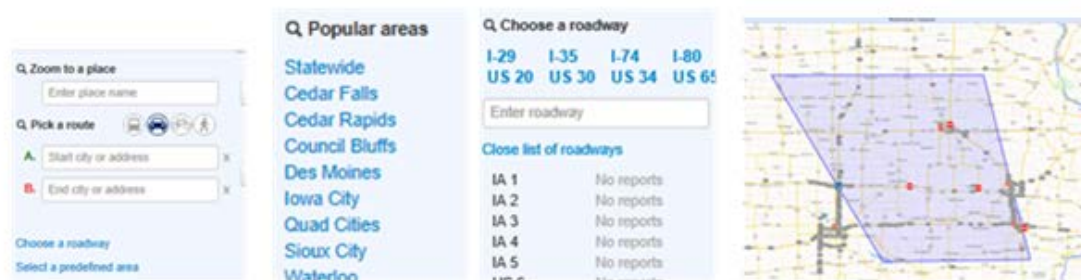 Zoom to a place
Enter place name
Pick a route
A. Start city or address x
B. End city or address x
Choose a roadway
Select a predefined area
Popular areas
Statewide
Cedar Falls
Cedar Rapids
Council Bluffs
Des Moines
Iowa City
Quad Cities
Sioux City
Waterloo
Choose a roadway
I-29 I-35 I-74 I-80
US 20 US 30 US 34 US 65
Enter roadway
Close list of roadways
IA 1 No reports
IA 2 No reports
IA 3 No reports
IA 4 No reports
IA 5 No reports